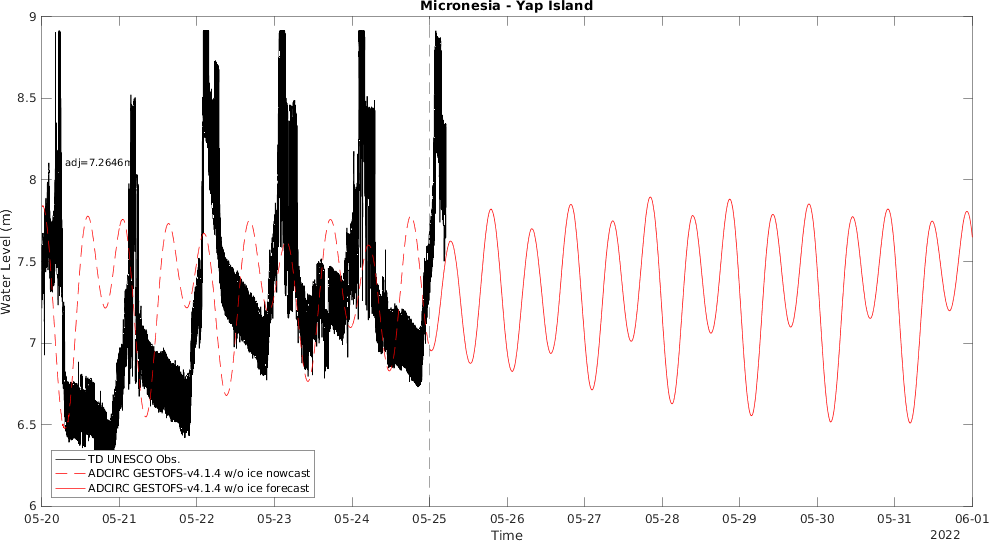 Micronesia - Yap Island
9
8.5
8
7.5
7
6.5
6
Water Level (m)
adj=7.2646m
TD UNESCO Obs.
ADCIRC GESTOFS-v4.1.4 w/o ice nowcast
ADCIRC GESTOFS-v4.1.4 w/o ice forecast
05-20 05-21 05-22 05-23 05-24 05-25 05-26 05-27 05-28 05-29 05-30 05-31 06-01
Time
2022